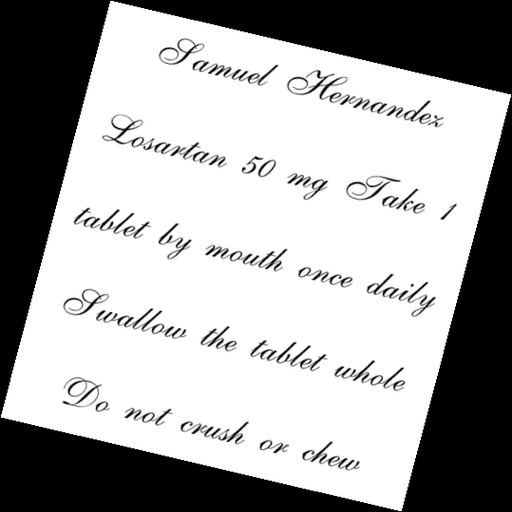 Samuel Hernandez
Losartan 50 mg Take 1
tablet by mouth once daily
Swallow the tablet whole
Do not crush or chew